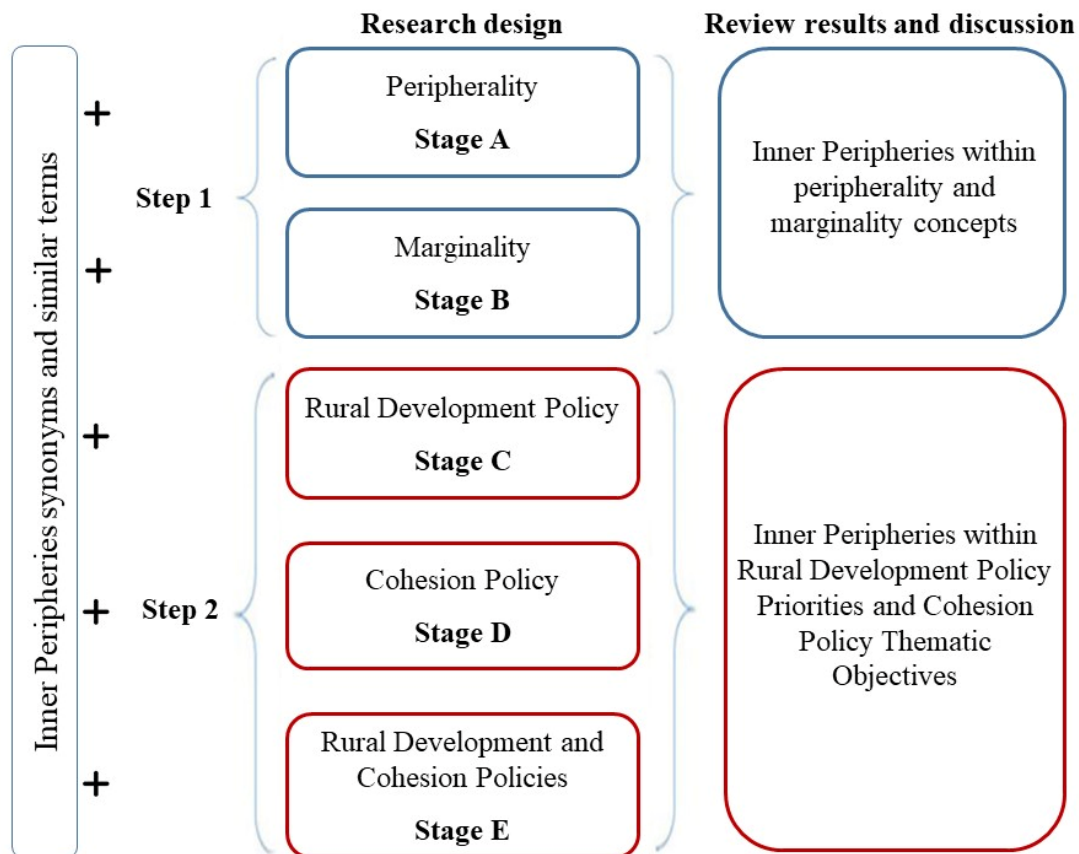 Research design
Review results and discussion
Inner Peripheries synonyms and similar terms
+
+
+
+
+
Step 1
Peripherality
Stage A
Marginality
Stage B
Inner Peripheries within
peripherality and
marginality concepts
Step 2
Rural Development Policy
Stage C
Cohesion Policy
Stage D
Rural Development and
Cohesion Policies
Stage E
Inner Peripheries within
Rural Development Policy
Priorities and Cohesion
Policy Thematic
Objectives